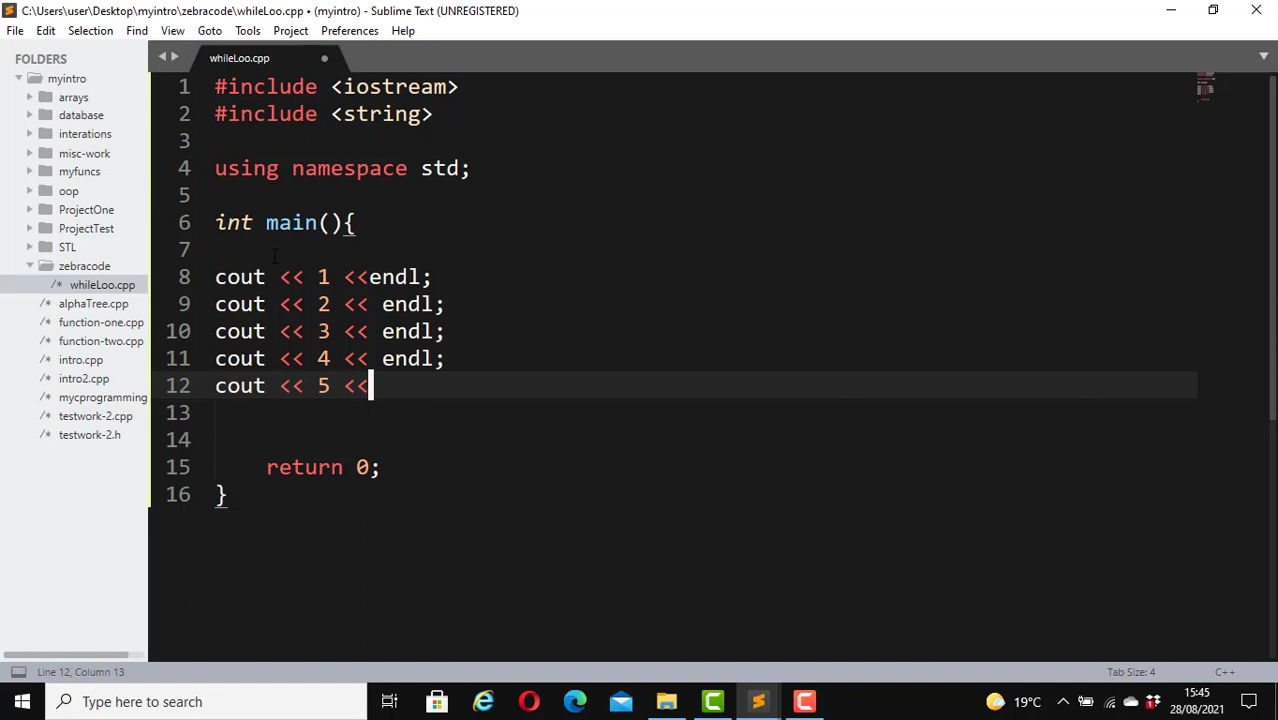 C:\Users\user\Desktop\myintro\zebracode\whileLoo.cpp • (myintro) - Sublime Text (UNREGISTERED)
File Edit Selection Find View Goto Tools Project Preferences Help
FOLDERS
myintro
arrays
database
interations
misc-work
myfuncs
oop
ProjectOne
ProjectTest
STL
zebracode
/* whileLoo.cpp
/* alphaTree.cpp
/* function-one.cpp
/* function-two.cpp
/* intro.cpp
/* intro2.cpp
/* mycprogramming
/* testwork-2.cpp
/* testwork-2.h
whileLoo.cpp
1 #include <iostream>
2 #include <string>
3
4 using namespace std;
5
6 int main(){
7
8 cout << 1 <<endl;
9 cout << 2 << endl;
10 cout << 3 << endl;
11 cout << 4 << endl;
12 cout << 5 <<
13
14
15 return 0;
16 }
Line 12, Column 13 Tab Size: 4 C++
Type here to search 19°C 15:45
28/08/2021